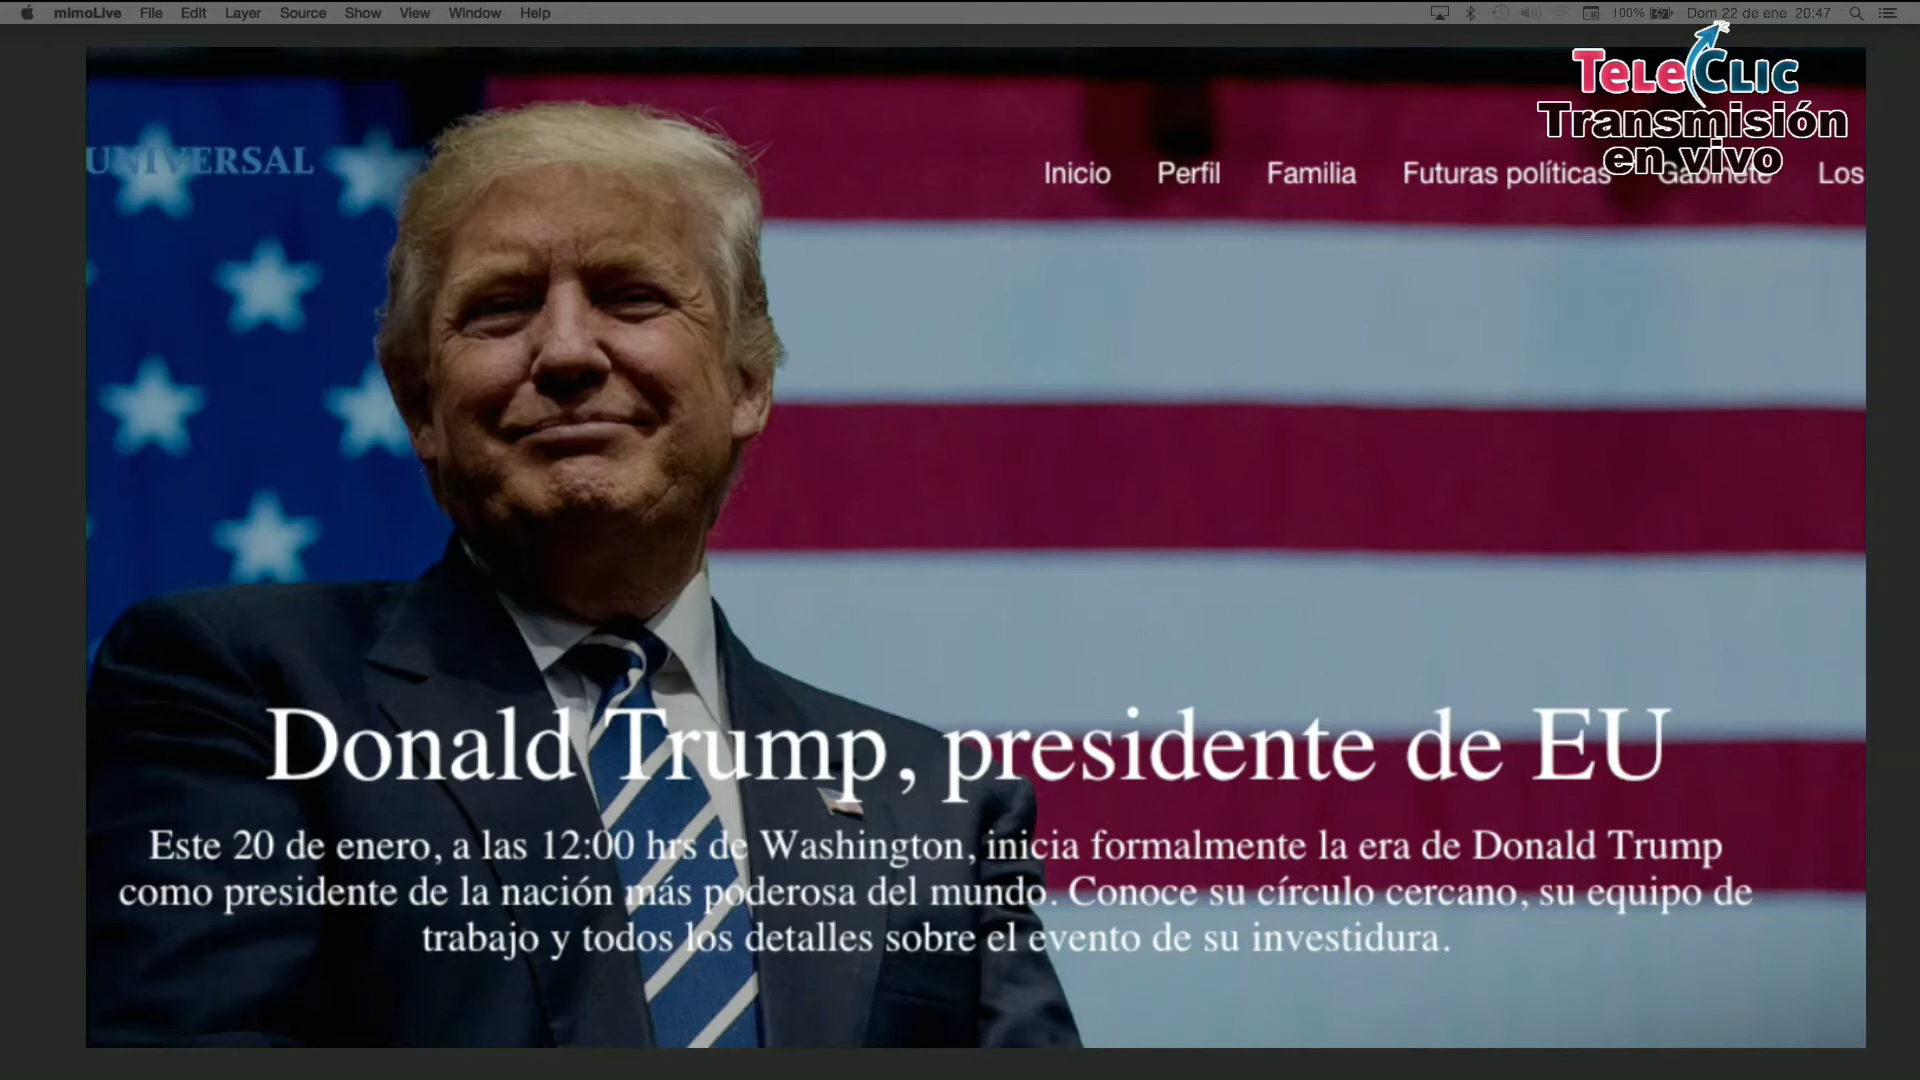 mimoLive File Edit Layer Source Show View Window Help 100% Dom 22 de ene 20:47
TELECLIC
Transmisión
en vivo
UNIVERSAL
Inicio Perfil Familia Futuras políticas Gabinete Los
Donald Trump, presidente de EU
Este 20 de enero, a las 12:00 hrs de Washington, inicia formalmente la era de Donald Trump
como presidente de la nación más poderosa del mundo. Conoce su círculo cercano, su equipo de
trabajo y todos los detalles sobre el evento de su investidura.